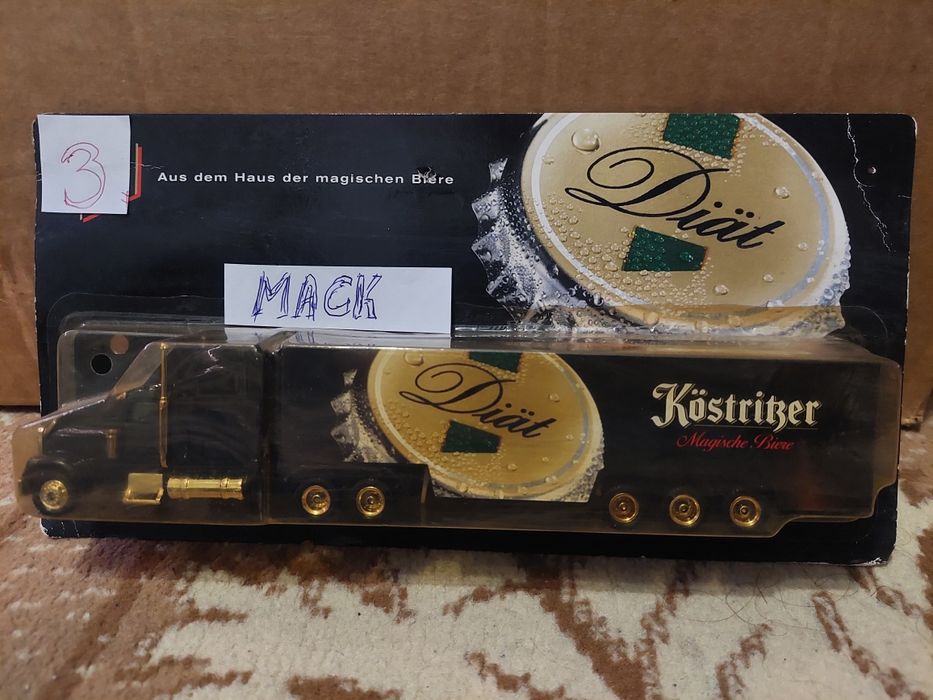 3
Aus dem Haus der magischen Biere
Diät
MACK
Diät
Köstritzer
Magische Biere